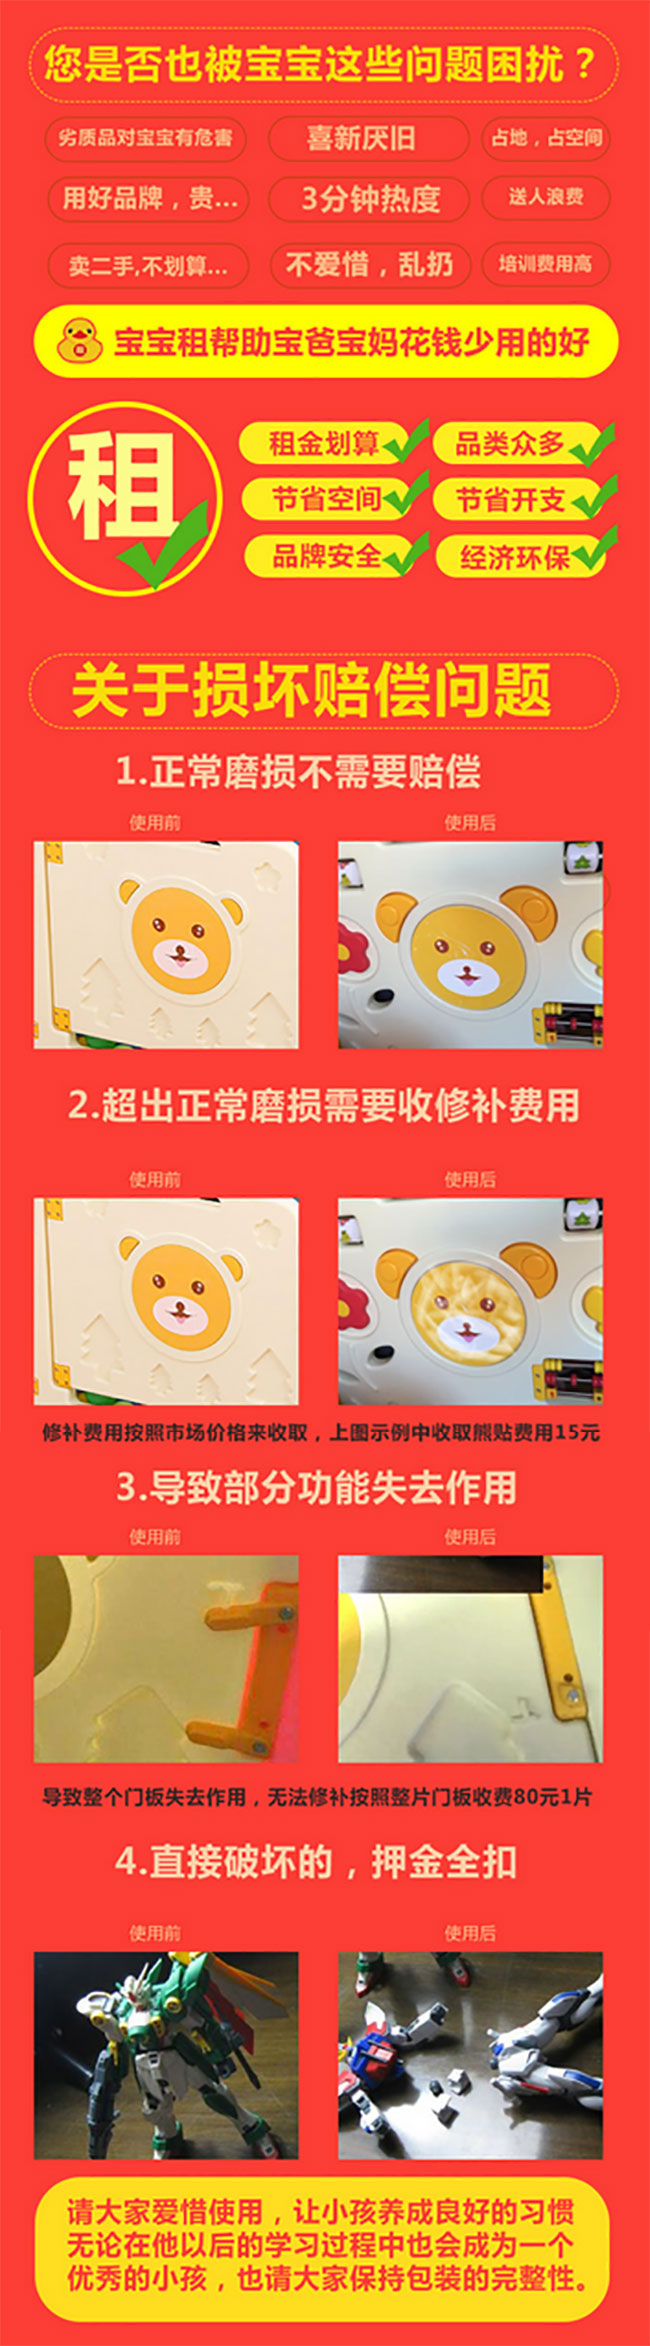 您是否也被宝宝这些问题困扰？
劣质品对宝宝有危害
喜新厌旧
占地，占空间
用好品牌，贵...
3分钟热度
送人浪费
卖二手,不划算...
不爱惜，乱扔
培训费用高
宝宝租帮助宝爸宝妈花钱少用的好
租
租金划算
品类众多
节省空间
节省开支
品牌安全
经济环保
关于损坏赔偿问题
1.正常磨损不需要赔偿
使用前
使用后
2.超出正常磨损需要收修补费用
使用前
使用后
修补费用按照市场价格来收取，上图示例中收取熊贴费用15元
3.导致部分功能失去作用
使用前
使用后
导致整个门板失去作用，无法修补按照整片门板收费80元1片
4.直接破坏的，押金全扣
使用前
使用后
请大家爱惜使用，让小孩养成良好的习惯
无论在他以后的学习过程中也会成为一个
优秀的小孩，也请大家保持包装的完整性。